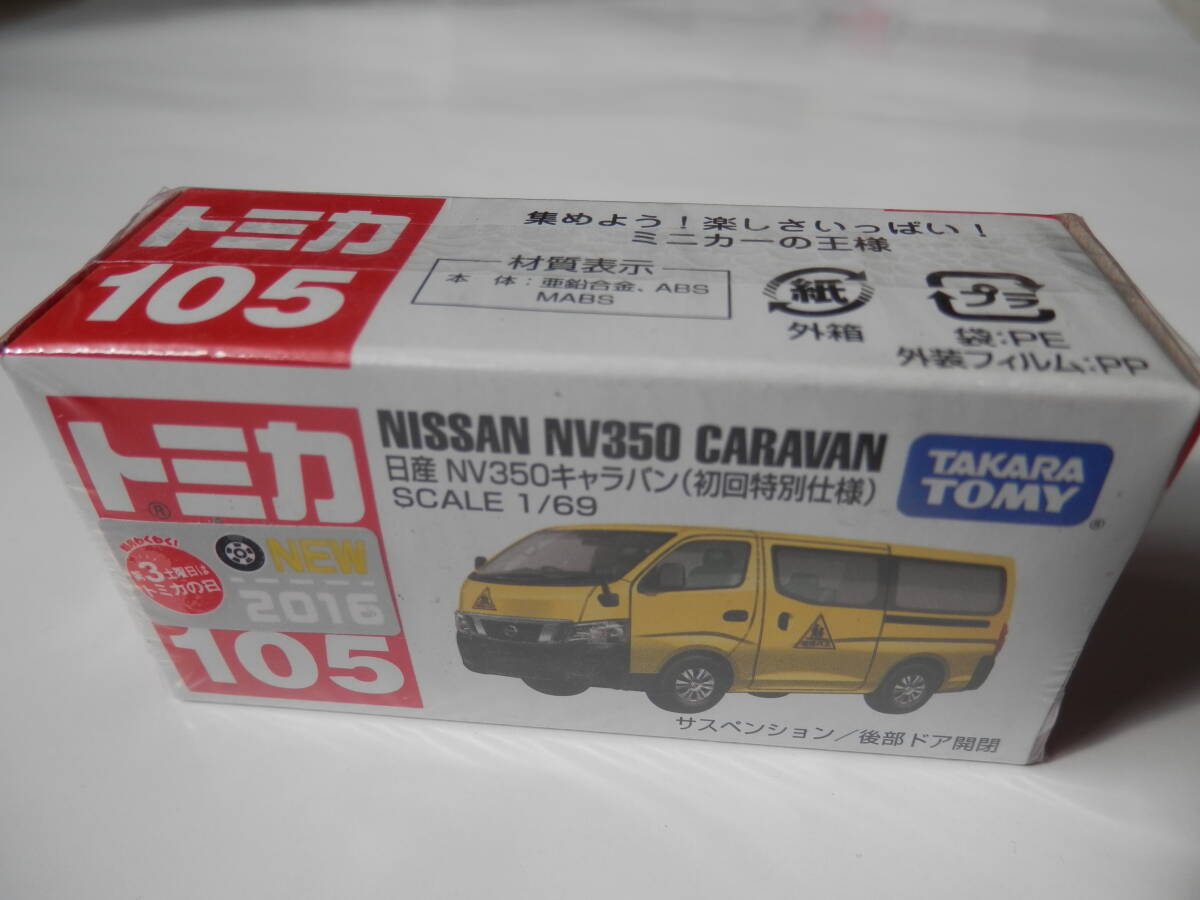 トミカ
105
集めよう！楽しさいっぱい！
ミニカーの王様
材質表示
本 体：亜鉛合金、ABS
MABS
紙
外箱
プラ
袋：PE
外装フィルム：PP
トミカ
®
NEW
2016
第3土曜日は
トミカの日
105
NISSAN NV350 CARAVAN
日産 NV350キャラバン（初回特別仕様）
SCALE 1/69
TAKARA
TOMY
®
サスペンション／後部ドア開閉